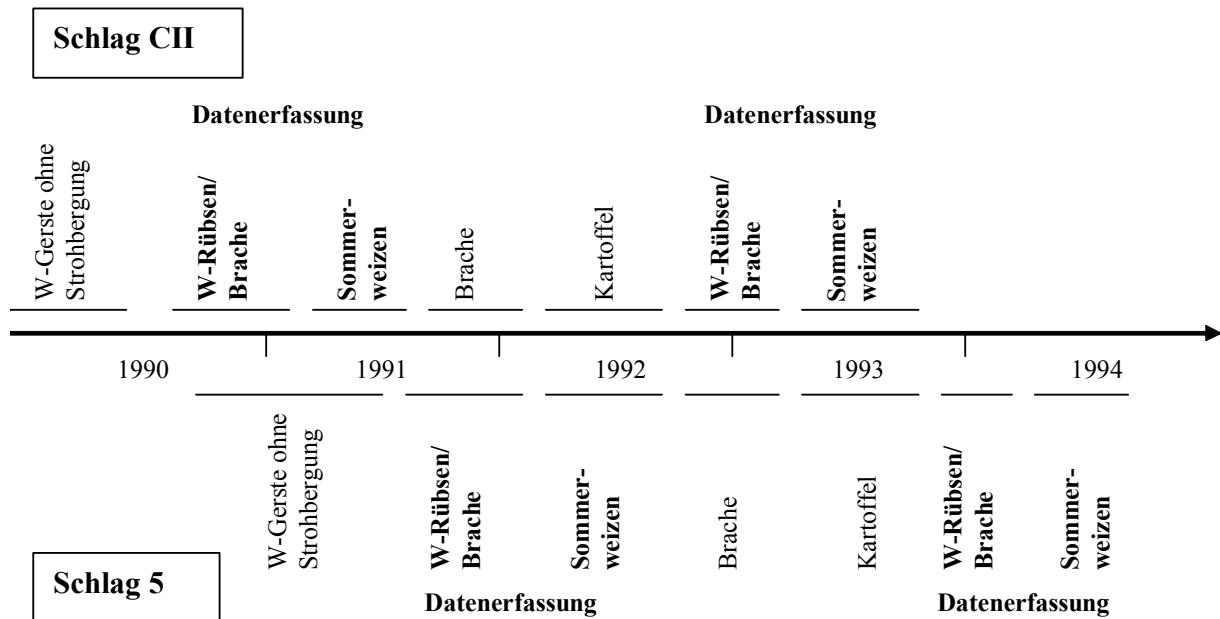 Schlag CII
Datenerfassung
Datenerfassung
W-Gerste ohne
Strohbergung
W-Rübsen/
Brache
Sommer-
weizen
Brache
Kartoffel
W-Rübsen/
Brache
Sommer-
weizen
1990
1991
1992
1993
1994
W-Gerste ohne
Strohbergung
W-Rübsen/
Brache
Sommer-
weizen
Brache
Kartoffel
W-Rübsen/
Brache
Sommer-
weizen
Schlag 5
Datenerfassung
Datenerfassung